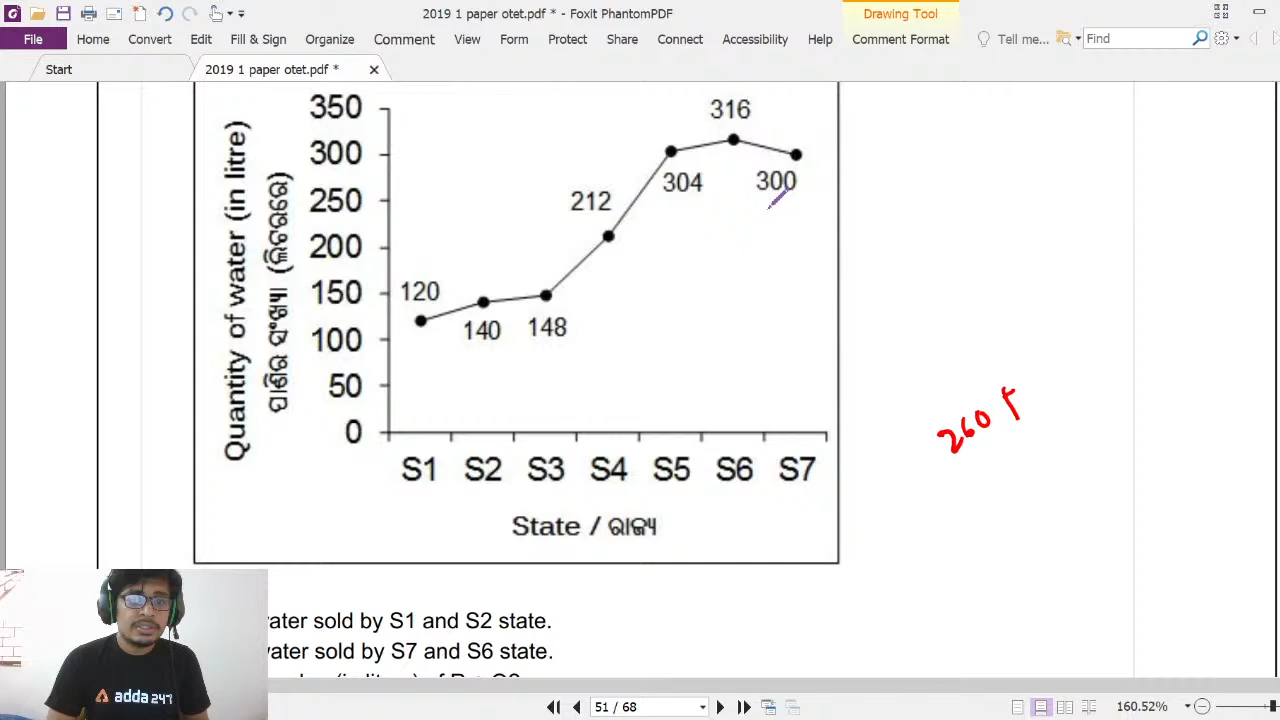 2019 1 paper otet.pdf * - Foxit PhantomPDF
Drawing Tool
File Home Convert Edit Fill & Sign Organize Comment View Form Protect Share Connect Accessibility Help Comment Format Tell me... Find
Start 2019 1 paper otet.pdf *
Quantity of water (in litre)
ପାଣିର ସଂଖ୍ୟା (ଲିଟରରେ)
350
300
250
200
150
100
50
0
120
140
148
212
304
316
300
S1 S2 S3 S4 S5 S6 S7
State / ରାଜ୍ୟ
260
water sold by S1 and S2 state.
water sold by S7 and S6 state.
adda247
51 / 68
160.52%